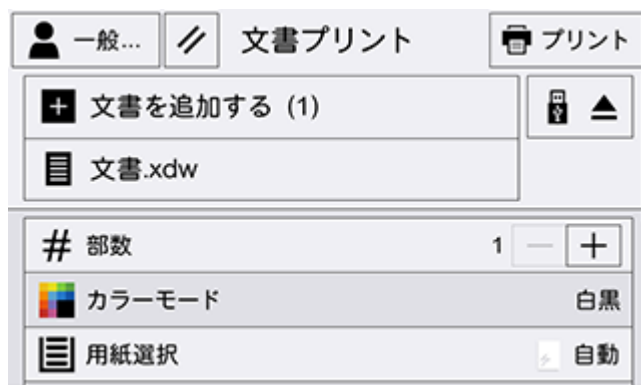 一般... 文書プリント プリント
文書を追加する (1)
文書.xdw
# 部数 1 － ＋
カラーモード 白黒
用紙選択 自動